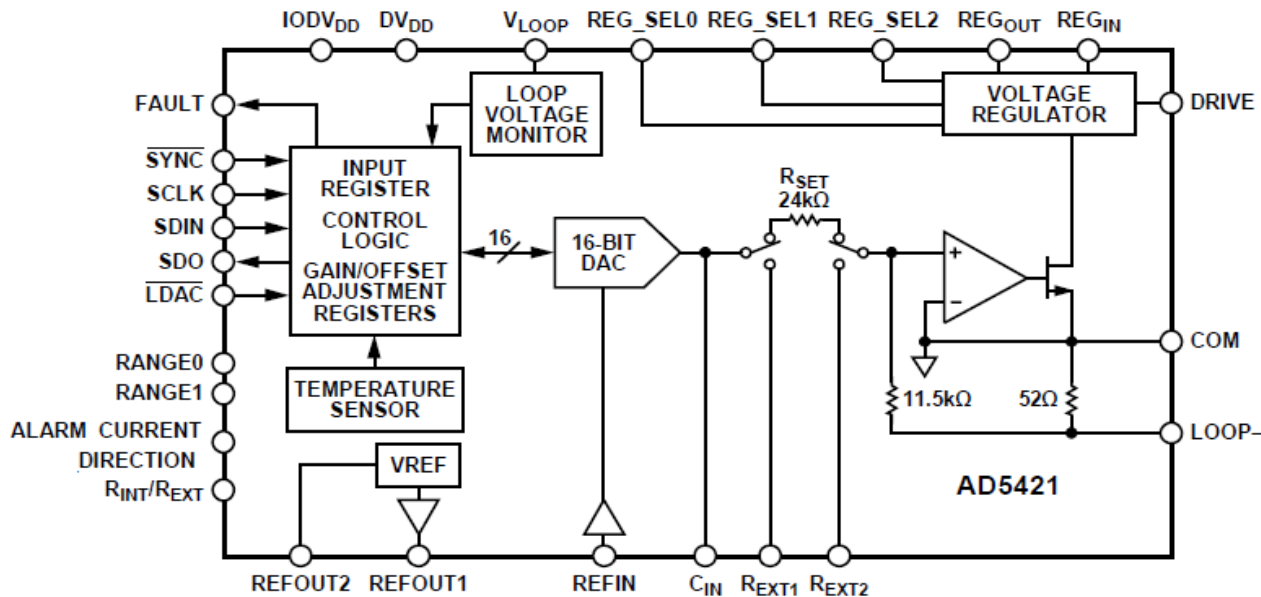 IODVDD
DVDD
VLOOP
REG_SEL0
REG_SEL1
REG_SEL2
REGOUT
REGIN
FAULT
SYNC
SCLK
SDIN
SDO
LDAC
RANGE0
RANGE1
ALARM CURRENT
DIRECTION
RINT/REXT
LOOP
VOLTAGE
MONITOR
INPUT
REGISTER
CONTROL
LOGIC
GAIN/OFFSET
ADJUSTMENT
REGISTERS
TEMPERATURE
SENSOR
VREF
16
16-BIT
DAC
RSET
24kΩ
VOLTAGE
REGULATOR
DRIVE
+
−
COM
11.5kΩ
52Ω
LOOP−
AD5421
REFOUT2
REFOUT1
REFIN
CIN
REXT1
REXT2